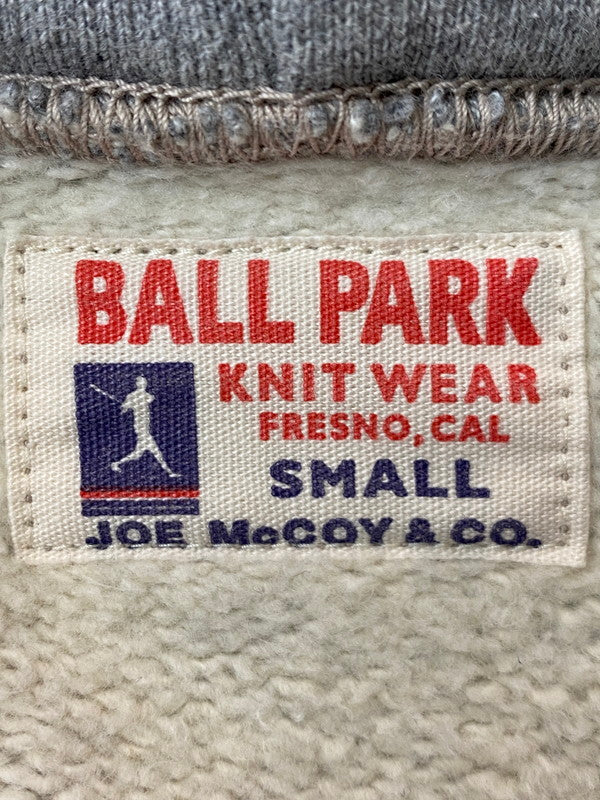 BALL PARK
KNIT WEAR
FRESNO, CAL
SMALL
JOE McCOY & CO.